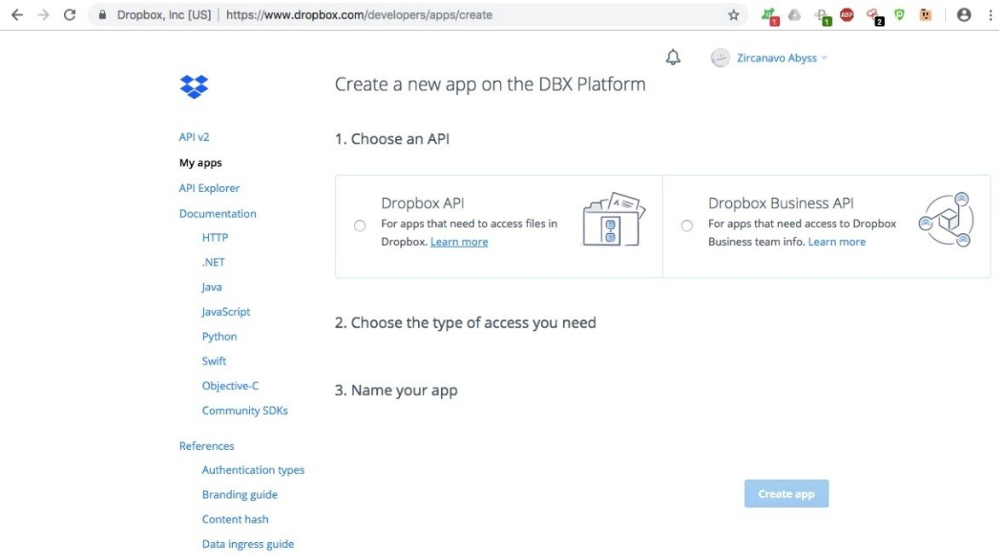 Dropbox, Inc [US] | https://www.dropbox.com/developers/apps/create
1
1
ABP
2
Zircanavo Abyss
Create a new app on the DBX Platform
API v2
My apps
API Explorer
Documentation
HTTP
.NET
Java
JavaScript
Python
Swift
Objective-C
Community SDKs
References
Authentication types
Branding guide
Content hash
Data ingress guide
1. Choose an API
Dropbox API
For apps that need to access files in
Dropbox. Learn more
Dropbox Business API
For apps that need access to Dropbox
Business team info. Learn more
2. Choose the type of access you need
3. Name your app
Create app